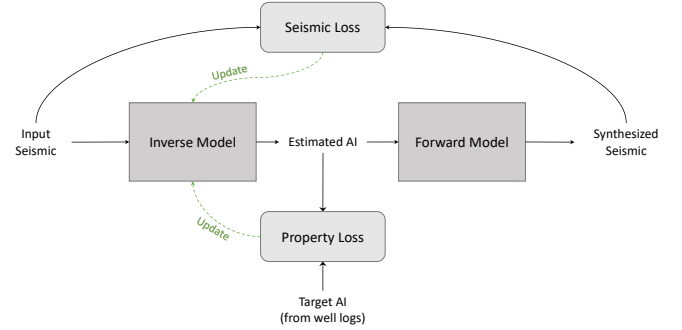 Seismic Loss
Update
Input
Seismic
Inverse Model
Estimated AI
Forward Model
Synthesized
Seismic
Update
Property Loss
Target AI
(from well logs)